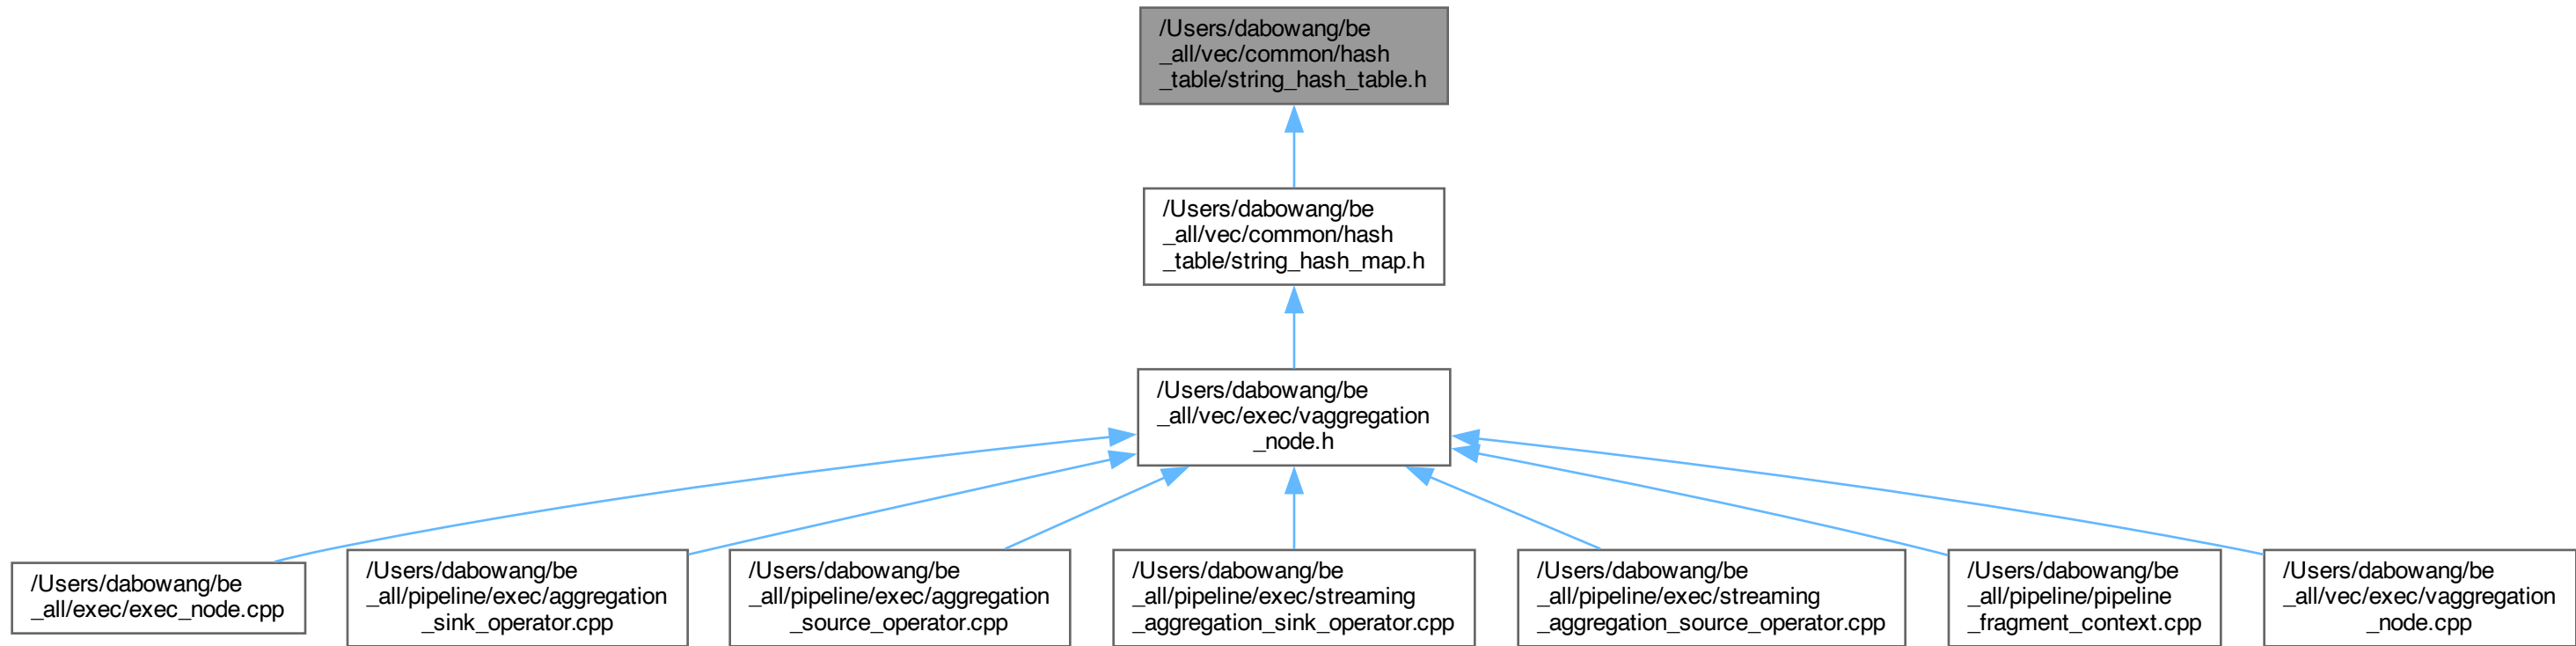 /Users/dabowang/be
_all/vec/common/hash
_table/string_hash_table.h
/Users/dabowang/be
_all/vec/common/hash
_table/string_hash_map.h
/Users/dabowang/be
_all/vec/exec/vaggregation
_node.h
/Users/dabowang/be
_all/exec/exec_node.cpp
/Users/dabowang/be
_all/pipeline/exec/aggregation
_sink_operator.cpp
/Users/dabowang/be
_all/pipeline/exec/aggregation
_source_operator.cpp
/Users/dabowang/be
_all/pipeline/exec/streaming
_aggregation_sink_operator.cpp
/Users/dabowang/be
_all/pipeline/exec/streaming
_aggregation_source_operator.cpp
/Users/dabowang/be
_all/pipeline/pipeline
_fragment_context.cpp
/Users/dabowang/be
_all/vec/exec/vaggregation
_node.cpp